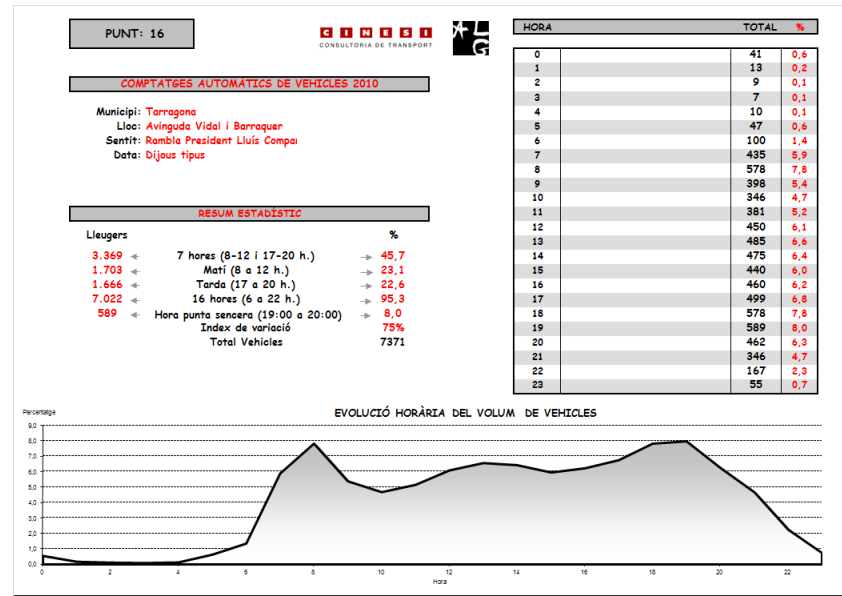 PUNT: 16
CINESI
CONSULTORIA DE TRANSPORT
ALG
COMPTATGES AUTOMÀTICS DE VEHICLES 2010
Municipi: Tarragona
Lloc: Avinguda Vidal i Barraquer
Sentit: Rambla President Lluís Compa
Data: Dijous tipus
RESUM ESTADÍSTIC
Lleugers %
3.369 7 hores (8-12 i 17-20 h.) 45,7
1.703 Matí (8 a 12 h.) 23,1
1.666 Tarda (17 a 20 h.) 22,6
7.022 16 hores (6 a 22 h.) 95,3
589 Hora punta sencera (19:00 a 20:00) 8,0
Index de variació 75%
Total Vehicles 7371
HORA TOTAL %
0 41 0,6
1 13 0,2
2 9 0,1
3 7 0,1
4 10 0,1
5 47 0,6
6 100 1,4
7 435 5,9
8 578 7,8
9 398 5,4
10 346 4,7
11 381 5,2
12 450 6,1
13 485 6,6
14 475 6,4
15 440 6,0
16 460 6,2
17 499 6,8
18 578 7,8
19 589 8,0
20 462 6,3
21 346 4,7
22 167 2,3
23 55 0,7
EVOLUCIÓ HORÀRIA DEL VOLUM DE VEHICLES
Percentatge
9,0
8,0
7,0
6,0
5,0
4,0
3,0
2,0
1,0
0,0
0 2 4 6 8 10 12 14 16 18 20 22
Hora